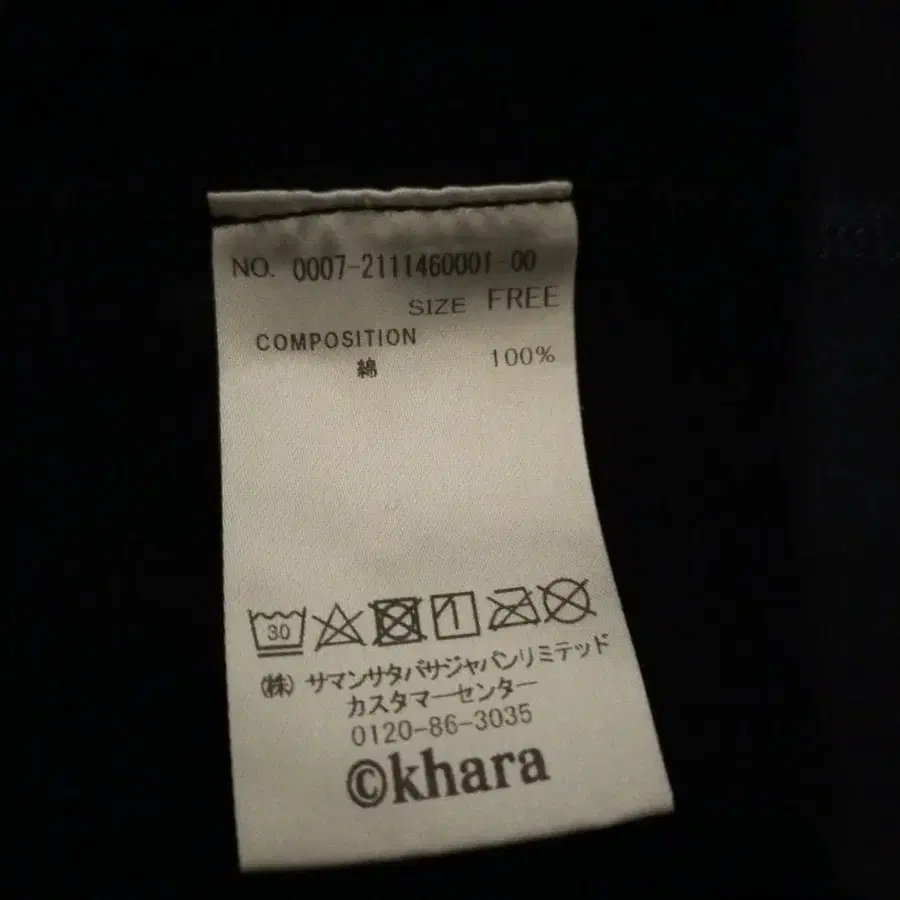 NO. 0007-2111460001-00
SIZE FREE
COMPOSITION
綿 100%
30
㈱ サマンサタバサジャパンリミテッド
カスタマーセンター
0120-86-3035
©khara